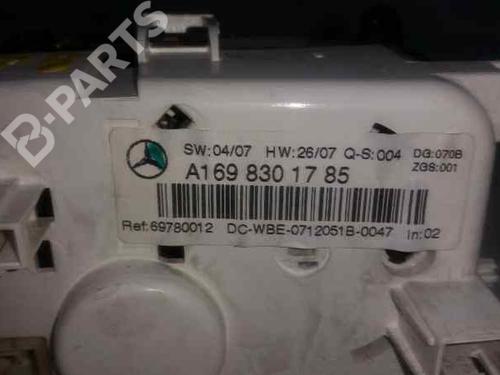 B-PARTS
SW:04/07 HW:26/07 Q-S:004 DG:070B
ZGS:001
A169 830 17 85
Ref:69780012 DC-WBE-0712051B-0047 In:02